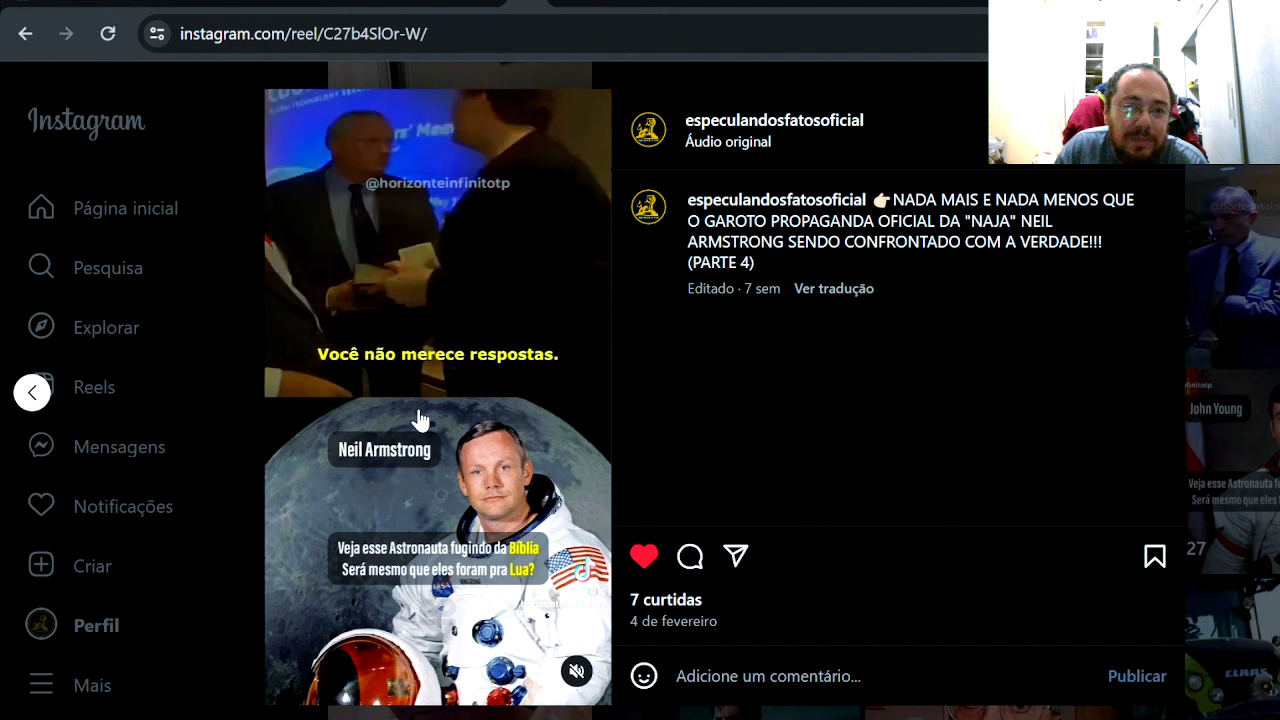 instagram.com/reel/C27b4SlOr-W/
Instagram
Página inicial
Pesquisa
Explorar
Reels
Mensagens
Notificações
Criar
Perfil
Mais
@horizonteinfinitotp
Você não merece respostas.
Neil Armstrong
Veja esse Astronauta fugindo da Bíblia
Será mesmo que eles foram pra Lua?
especulandosfatosoficial
Áudio original
especulandosfatosoficial 👉🏻NADA MAIS E NADA MENOS QUE
O GAROTO PROPAGANDA OFICIAL DA "NAJA" NEIL
ARMSTRONG SENDO CONFRONTADO COM A VERDADE!!!
(PARTE 4)
Editado · 7 sem Ver tradução
7 curtidas
4 de fevereiro
Adicione um comentário...
Publicar
John Young
Veja esse Astronauta
Será mesmo que eles
27
CLAAS